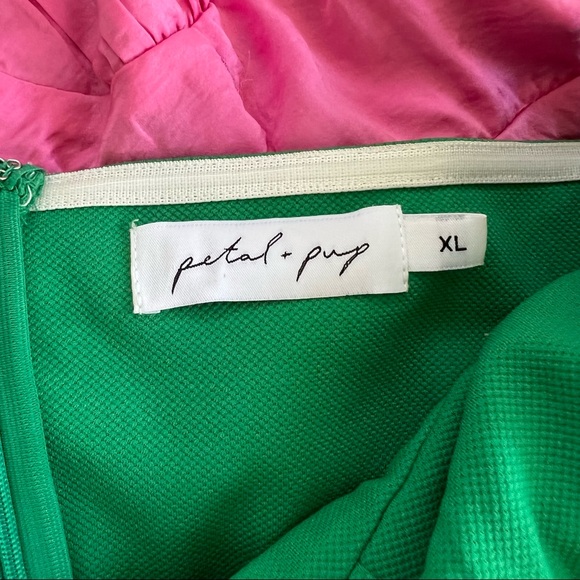 petal + pup
XL